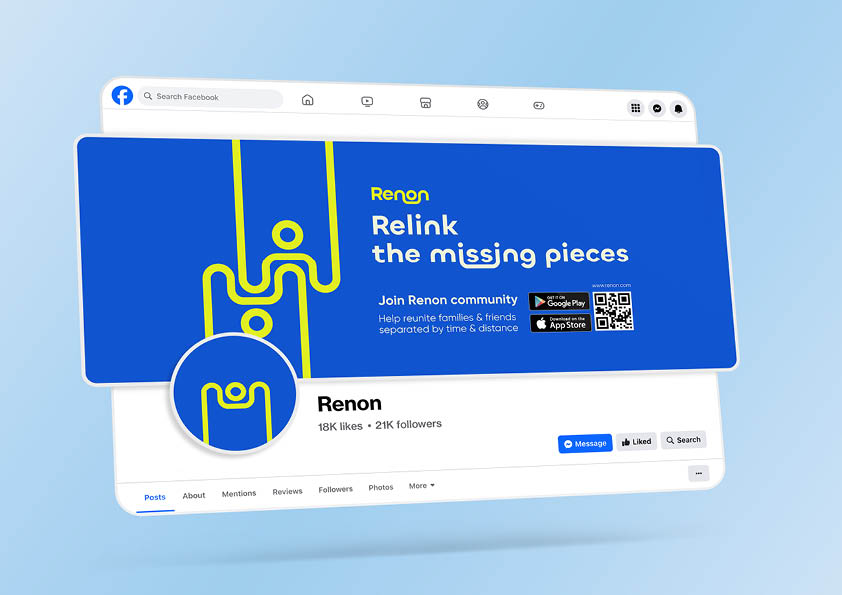 Search Facebook
Renon
Relink
the missing pieces
www.renon.com
Join Renon community
Help reunite families & friends
separated by time & distance
GET IT ON
Google Play
Download on the
App Store
Renon
18K likes • 21K followers
Message
Liked
Search
Posts
About
Mentions
Reviews
Followers
Photos
More